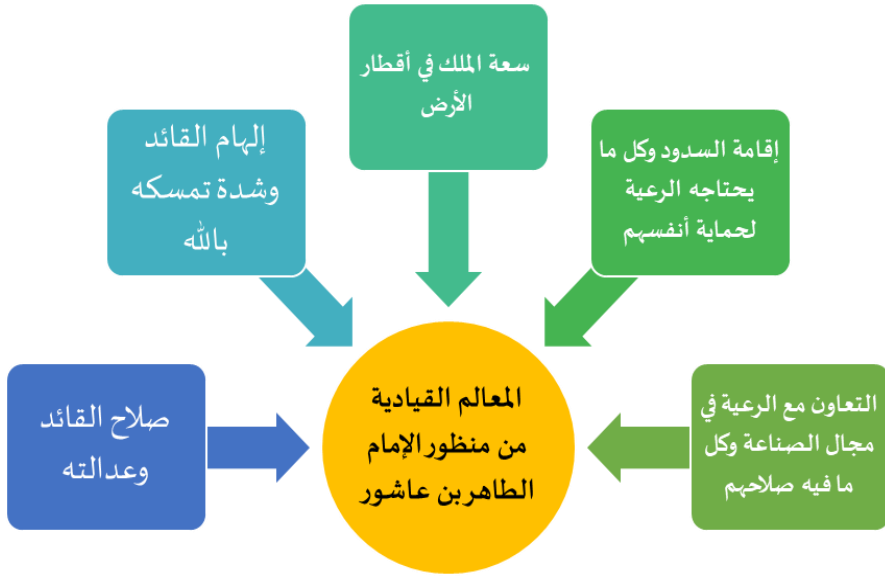 سعة الملك في أقطار
الأرض
إقامة السدود وكل ما
يحتاجه الرعية
لحماية أنفسهم
إلهام القائد
وشدة تمسكه
بالله
التعاون مع الرعية في
مجال الصناعة وكل
ما فيه صلاحهم
المعالم القيادية
من منظور الإمام
الطاهر بن عاشور
صلاح القائد
وعدالته